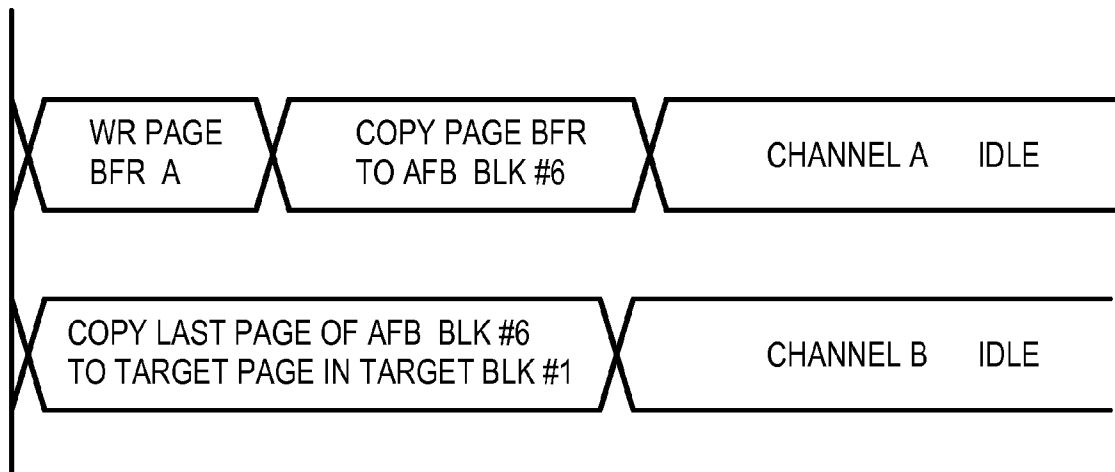 WR PAGE
BFR A
COPY PAGE BFR
TO AFB BLK #6
CHANNEL A IDLE
COPY LAST PAGE OF AFB BLK #6
TO TARGET PAGE IN TARGET BLK #1
CHANNEL B IDLE